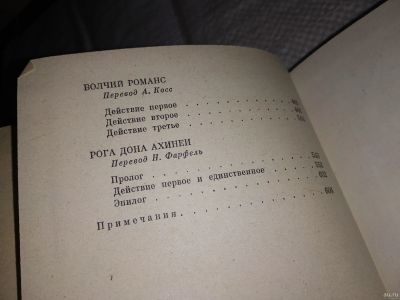 ВОЛЧИЙ РОМАНС
Перевод А. Косс
Действие первое
Действие второе
Действие третье
РОГА ДОНА АХИНЕИ
Перевод Н. Фарфель
Пролог
Действие первое и единственное
Эпилог
Примечания